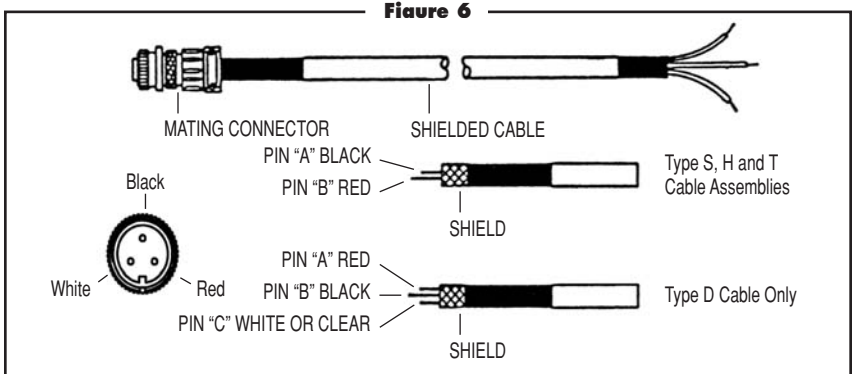 Figure 6
MATING CONNECTOR
SHIELDED CABLE
PIN “A” BLACK
PIN “B” RED
SHIELD
Type S, H and T
Cable Assemblies
Black
White
Red
PIN “A” RED
PIN “B” BLACK
PIN “C” WHITE OR CLEAR
SHIELD
Type D Cable Only